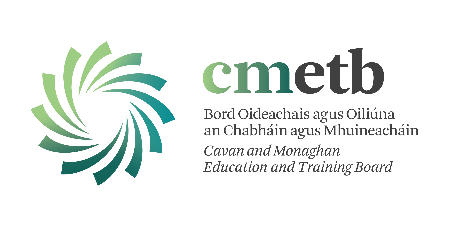 cmetb
Bord Oideachais agus Oiliúna
an Chabháin agus Mhuineacháin
Cavan and Monaghan
Education and Training Board